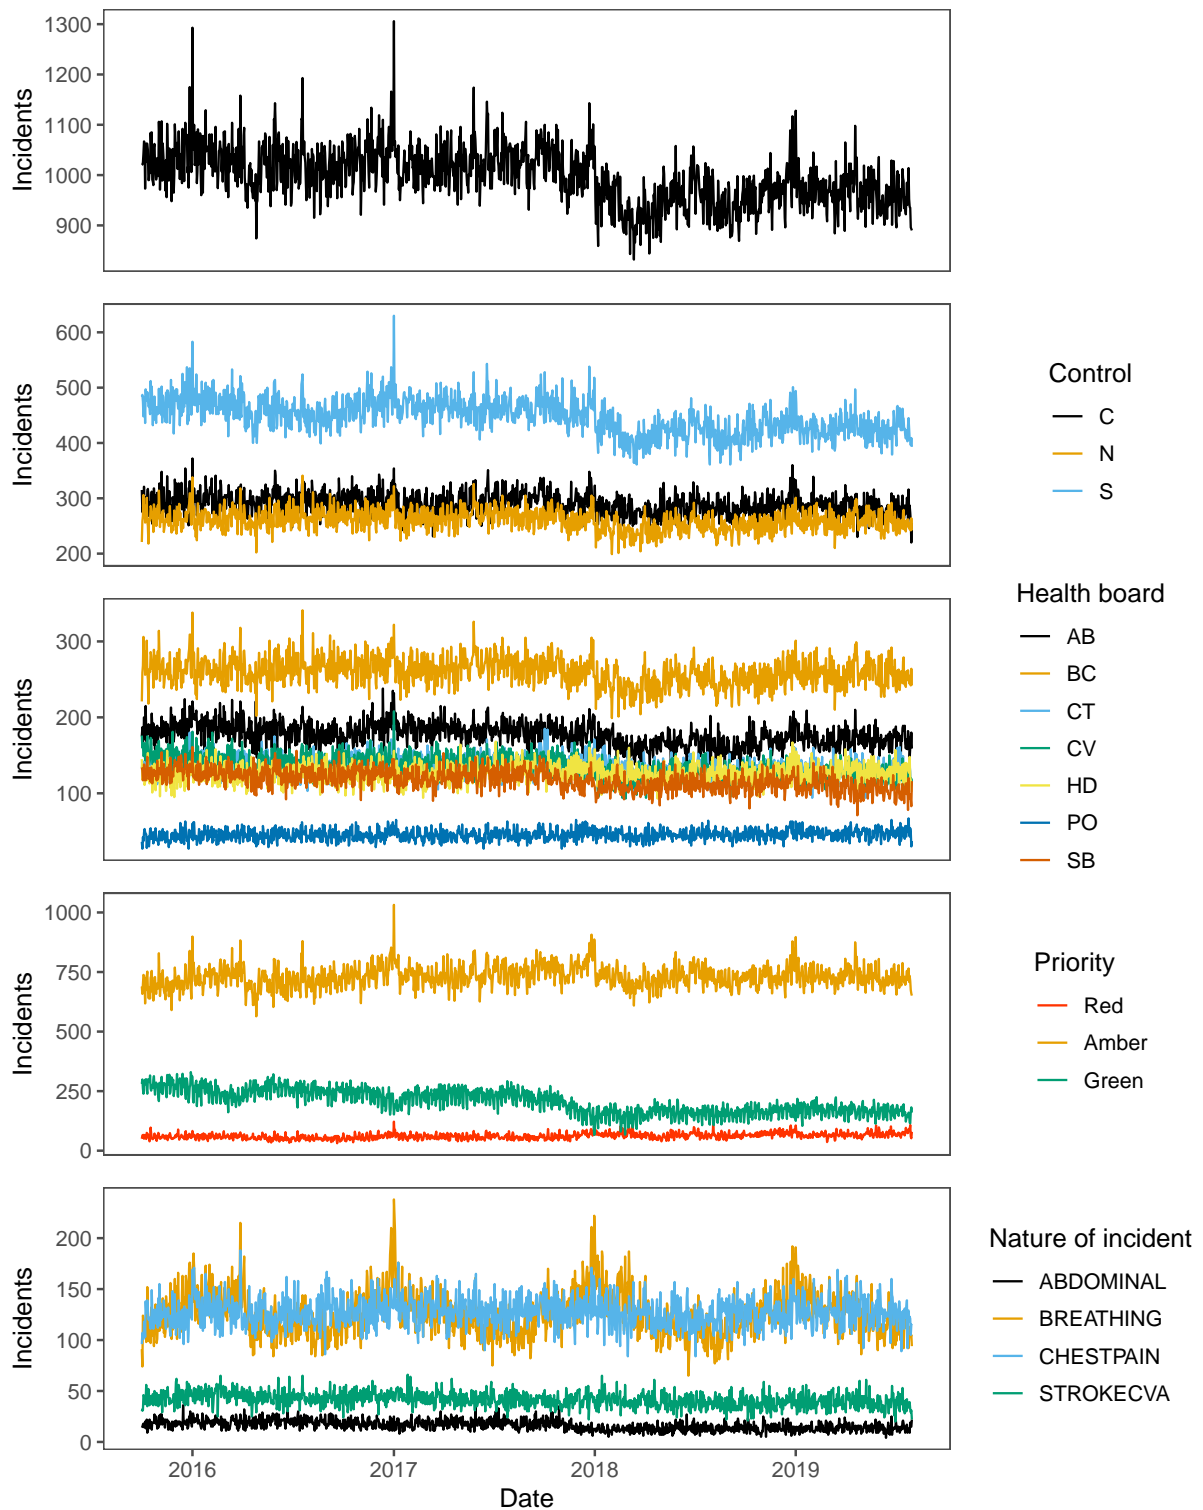 1300
1200
1100
1000
900
Incidents
600
500
400
300
200
Incidents
Control
C
N
S
300
200
100
Incidents
Health board
AB
BC
CT
CV
HD
PO
SB
1000
750
500
250
0
Incidents
Priority
Red
Amber
Green
200
150
100
50
0
Incidents
Nature of incident
ABDOMINAL
BREATHING
CHESTPAIN
STROKECVA
2016 2017 2018 2019
Date